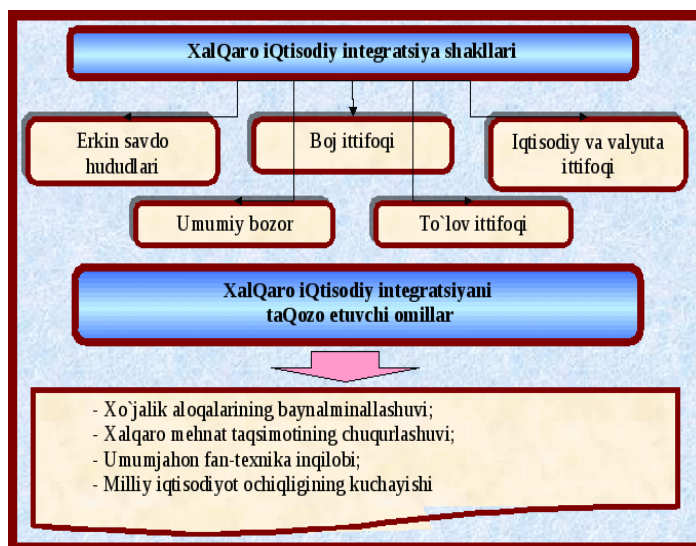 XalQaro iQtisodiy integratsiya shakllari
Erkin savdo
hududlari
Boj ittifoqi
Iqtisodiy va valyuta
ittifoqi
Umumiy bozor
To`lov ittifoqi
XalQaro iQtisodiy integratsiyani
taQozo etuvchi omillar
- Xo`jalik aloqalarining baynalminallashuvi;
- Xalqaro mehnat taqsimotining chuqurlashuvi;
- Umumjahon fan-texnika inqilobi;
- Milliy iqtisodiyot ochiqligining kuchayishi